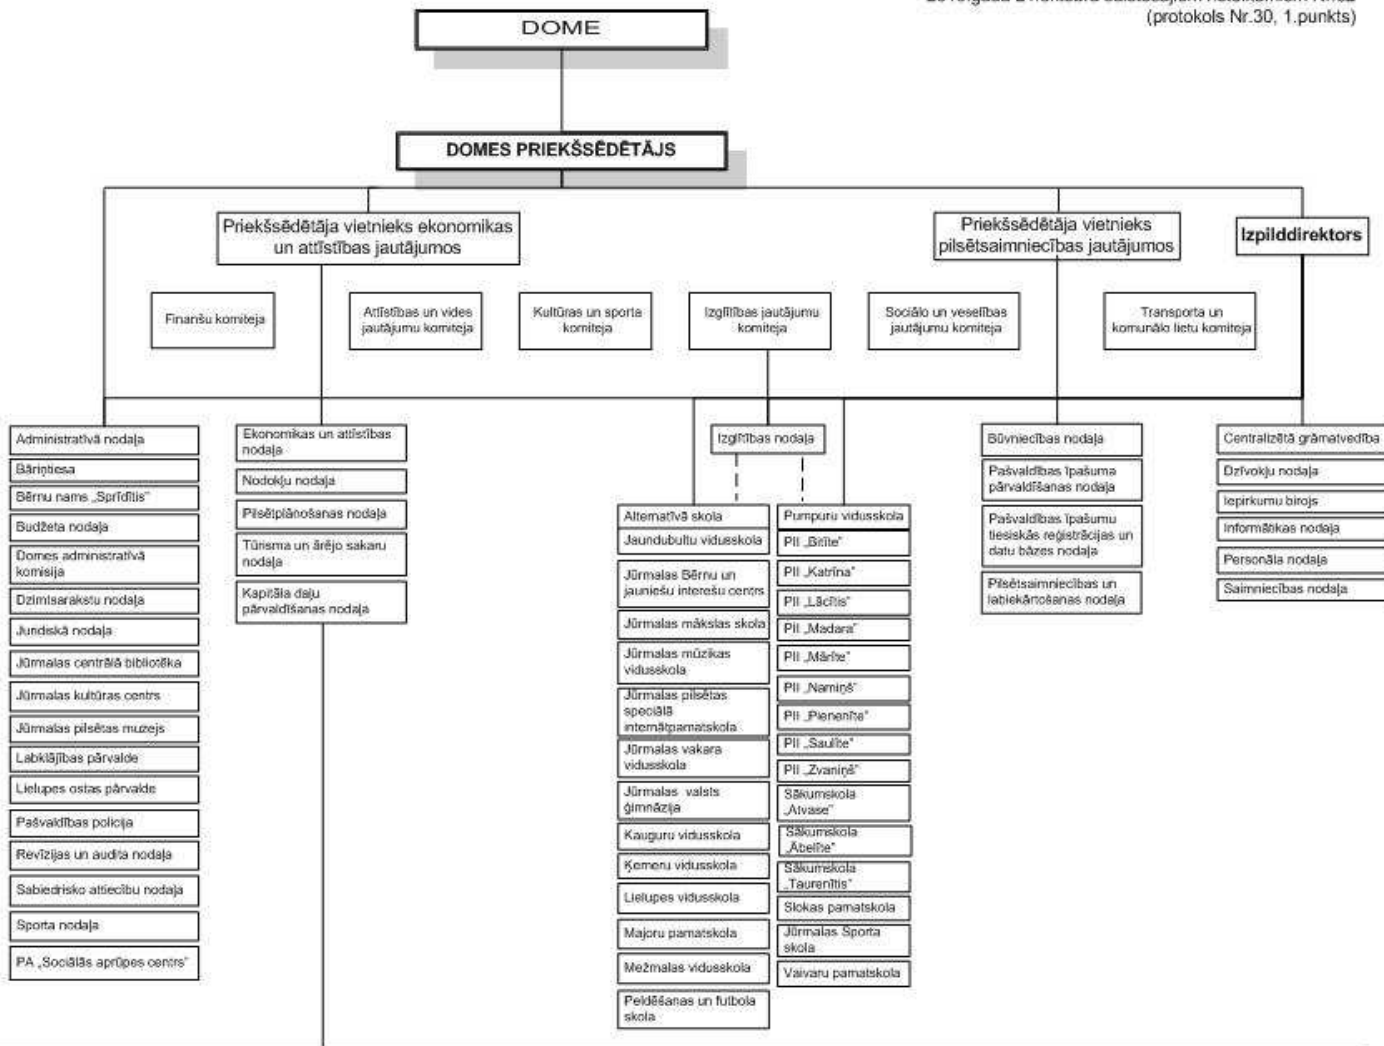 (protokols Nr.30, 1.punkts)
DOME
DOMES PRIEKŠSĒDĒTĀJS
Priekšsēdētāja vietnieks ekonomikas
un attīstības jautājumos
Priekšsēdētāja vietnieks
pilsētsaimniecības jautājumos
Izpilddirektors
Finanšu komiteja
Attīstības un vides
jautājumu komiteja
Kultūras un sporta
komiteja
Izglītības jautājumu
komiteja
Sociālo un veselības
jautājumu komiteja
Transporta un
komunālo lietu komiteja
Administratīvā nodaļa
Bāriņtiesa
Bērnu nams „Sprīdītis"
Budžeta nodaļa
Domes administratīvā
komisija
Dzimtsarakstu nodaļa
Juridiskā nodaļa
Jūrmalas centrālā bibliotēka
Jūrmalas kultūras centrs
Jūrmalas pilsētas muzejs
Labklājības pārvalde
Lielupes ostas pārvalde
Pašvaldības policija
Revīzijas un audita nodaļa
Sabiedrisko attiecību nodaļa
Sporta nodaļa
PA „Sociālās aprūpes centrs"
Ekonomikas un attīstības
nodaļa
Nodokļu nodaļa
Pilsētplānošanas nodaļa
Tūrisma un ārējo sakaru
nodaļa
Kapitāla daļu
pārvaldīšanas nodaļa
Izglītības nodaļa
Alternatīvā skola
Jaundubultu vidusskola
Jūrmalas Bērnu un
jauniešu interešu centrs
Jūrmalas mākslas skola
Jūrmalas mūzikas
vidusskola
Jūrmalas pilsētas
speciālā
internātpamatskola
Jūrmalas vakara
vidusskola
Jūrmalas valsts
ģimnāzija
Kauguru vidusskola
Ķemeru vidusskola
Lielupes vidusskola
Majoru pamatskola
Mežmalas vidusskola
Peldēšanas un futbola
skola
Pumpuru vidusskola
PII „Bitīte"
PII „Katrīna"
PII „Lācītis"
PII „Madara"
PII „Mārīte"
PII „Namiņš"
PII „Pienenīte"
PII „Saulīte"
PII „Zvaniņš"
Sākumskola
„Atvase"
Sākumskola
„Ābelīte"
Sākumskola
„Taurenītis"
Slokas pamatskola
Jūrmalas Sporta
skola
Vaivaru pamatskola
Būvniecības nodaļa
Pašvaldības īpašuma
pārvaldīšanas nodaļa
Pašvaldības īpašumu
tiesiskās reģistrācijas un
datu bāzes nodaļa
Pilsētsaimniecības un
labiekārtošanas nodaļa
Centralizētā grāmatvedība
Dzīvokļu nodaļa
Iepirkumu birojs
Informātikas nodaļa
Personāla nodaļa
Saimniecības nodaļa